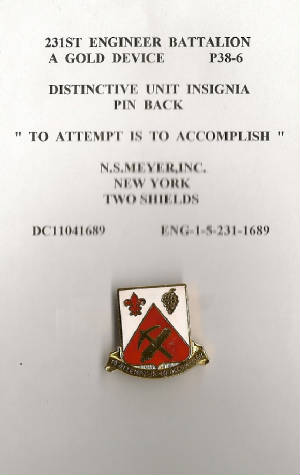 231ST ENGINEER BATTALION
A GOLD DEVICE P38-6
DISTINCTIVE UNIT INSIGNIA
PIN BACK
" TO ATTEMPT IS TO ACCOMPLISH "
N.S.MEYER,INC.
NEW YORK
TWO SHIELDS
DC11041689 ENG-1-5-231-1689